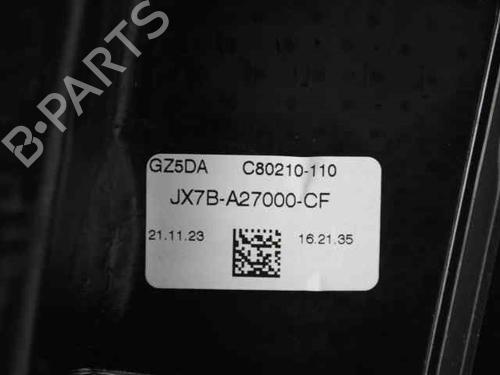 B-PARTS
GZ5DA C80210-110
JX7B-A27000-CF
21.11.23 16.21.35